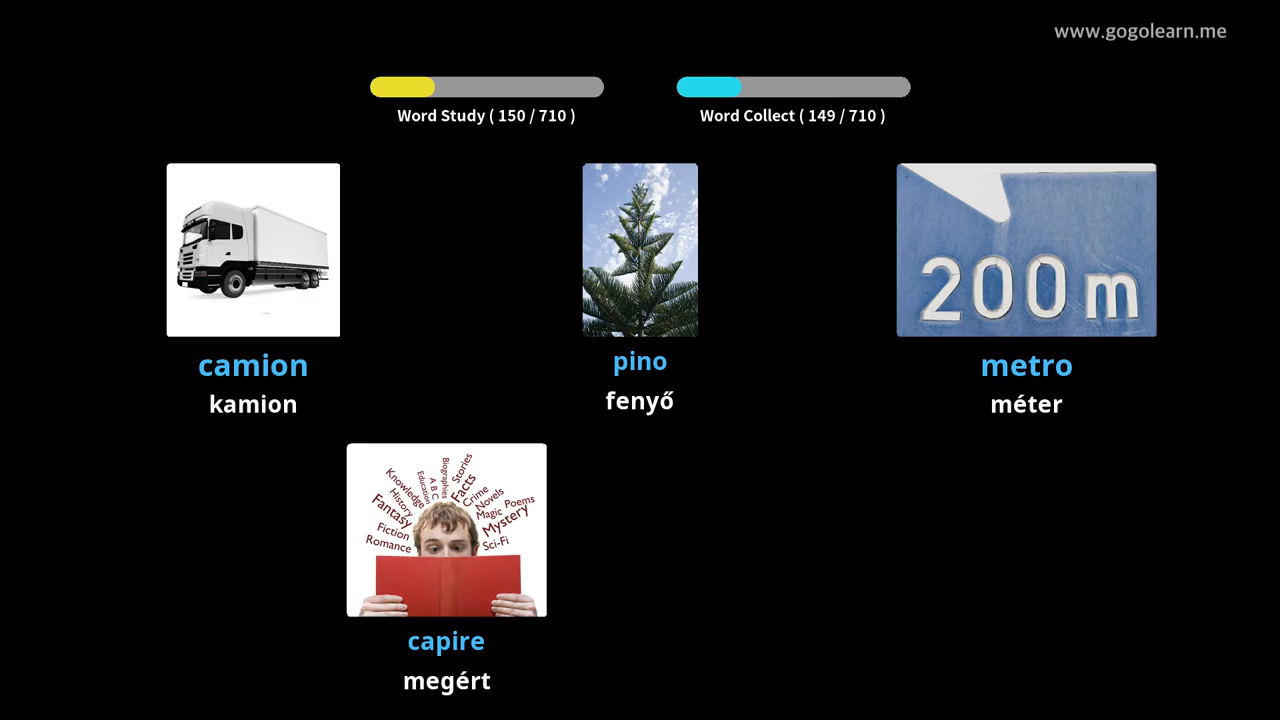 www.gogolearn.me
Word Study ( 150 / 710 )
Word Collect ( 149 / 710 )
200m
camion
kamion
pino
fenyő
metro
méter
Stories
Biographies
Facts
A B C
Education
Knowledge
Crime
History
Novels
Fantasy
Magic
Poems
Mystery
Fiction
Romance
Sci-Fi
capire
megért